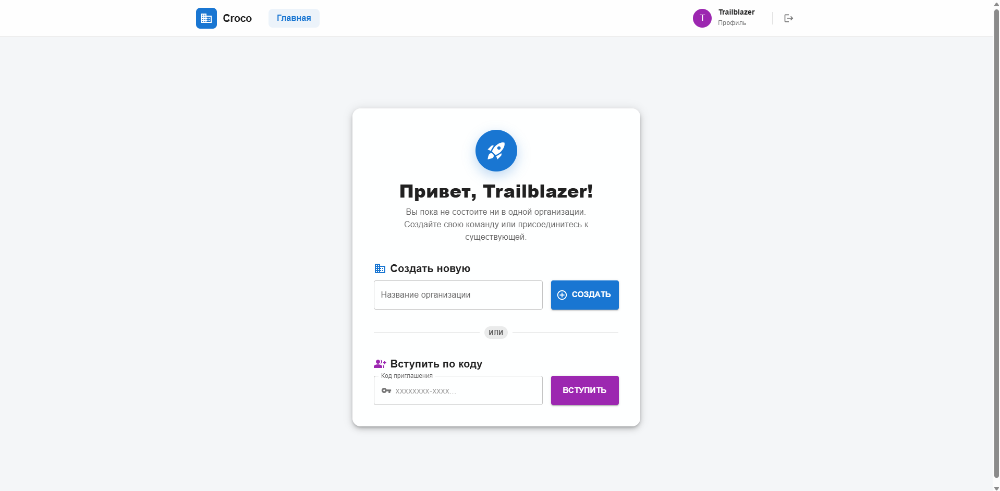 Croco
Главная
T
Trailblazer
Профиль
Привет, Trailblazer!
Вы пока не состоите ни в одной организации.
Создайте свою команду или присоединитесь к
существующей.
Создать новую
Название организации
СОЗДАТЬ
ИЛИ
Вступить по коду
Код приглашения
xxxxxxxx-xxxx...
ВСТУПИТЬ